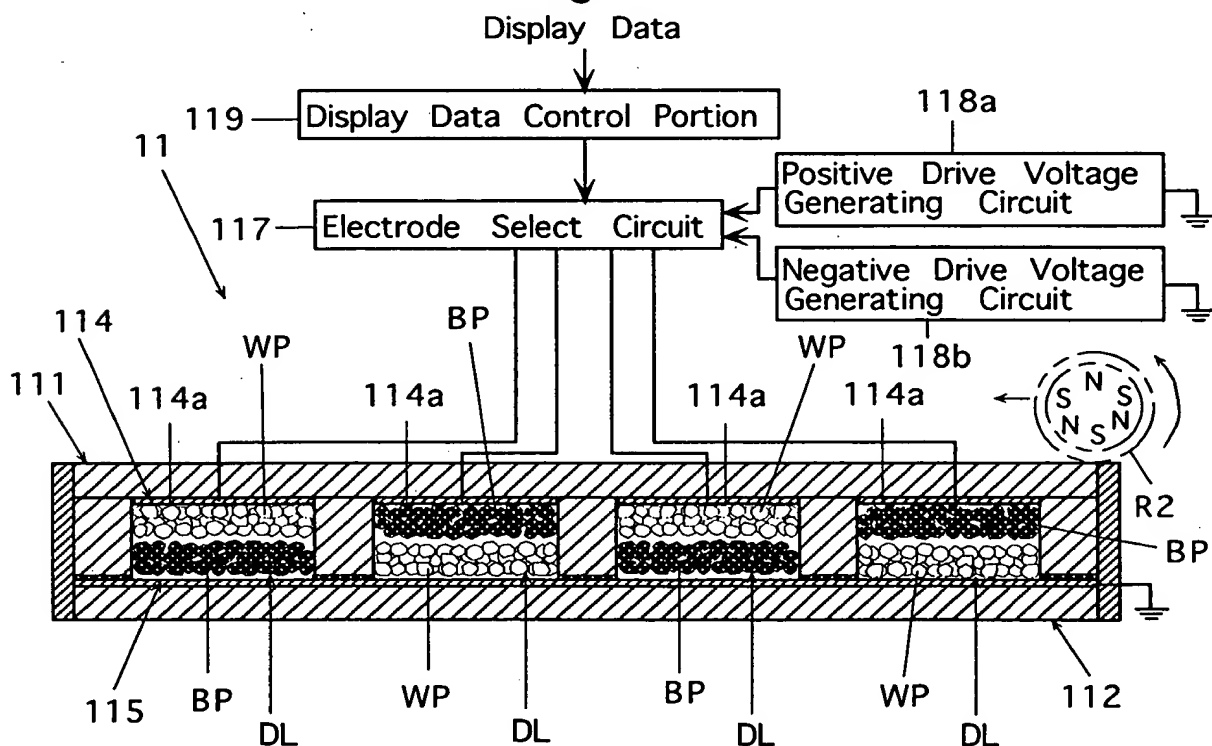 Display Data
119
Display Data Control Portion
118a
11
Positive Drive Voltage
Generating Circuit
117
Electrode Select Circuit
Negative Drive Voltage
Generating Circuit
118b
114
WP
BP
WP
111
114a
114a
114a
114a
N
S
S
N
N
S
R2
BP
115
BP
DL
WP
DL
BP
DL
WP
DL
112